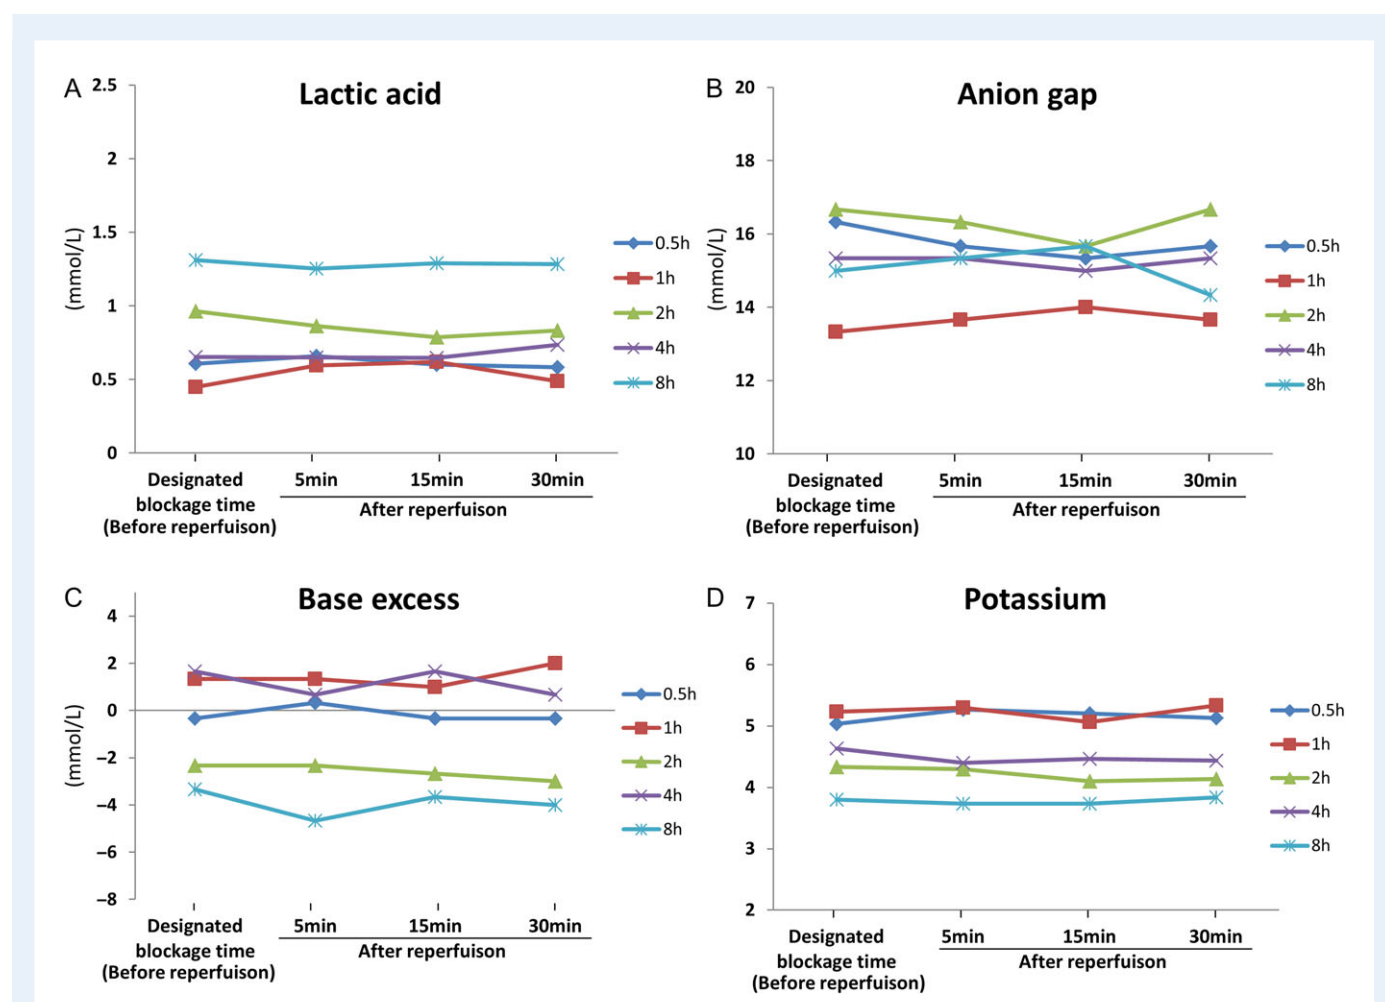 A
Lactic acid
2.5
2
1.5
1
0.5
0
(mmol/L)
0.5h
1h
2h
4h
8h
Designated
blockage time
(Before reperfuison)
5min 15min 30min
After reperfuison
B
Anion gap
20
18
16
14
12
10
(mmol/L)
0.5h
1h
2h
4h
8h
Designated
blockage time
(Before reperfuison)
5min 15min 30min
After reperfuison
C
Base excess
4
2
0
−2
−4
−6
−8
(mmol/L)
0.5h
1h
2h
4h
8h
Designated
blockage time
(Before reperfuison)
5min 15min 30min
After reperfuison
D
Potassium
7
6
5
4
3
2
0.5h
1h
2h
4h
8h
Designated
blockage time
(Before reperfuison)
5min 15min 30min
After reperfuison